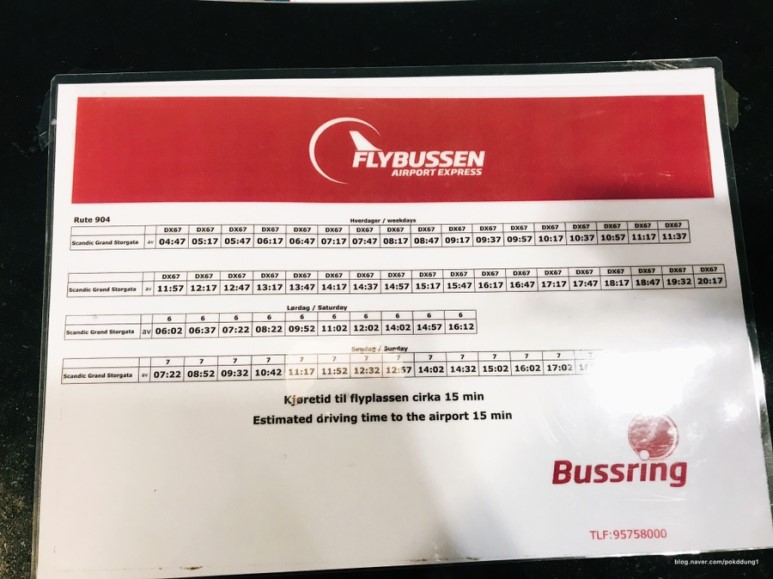 FLYBUSSEN
AIRPORT EXPRESS
Rute 904
Hverdager / weekdays
DX67 DX67 DX67 DX67 DX67 DX67 DX67 DX67 DX67 DX67 DX67 DX67 DX67 DX67 DX67 DX67 DX67
Scandic Grand Storgata av 04:47 05:17 05:47 06:17 06:47 07:17 07:47 08:17 08:47 09:17 09:37 09:57 10:17 10:37 10:57 11:17 11:37
DX67 DX67 DX67 DX67 DX67 DX67 DX67 DX67 DX67 DX67 DX67 DX67 DX67 DX67 DX67 DX67 DX67 DX67
Scandic Grand Storgata av 11:57 12:17 12:47 13:17 13:47 14:17 14:37 14:57 15:17 15:47 16:17 16:47 17:17 17:47 18:17 18:47 19:32 20:17
Lørdag / Saturday
6 6 6 6 6 6 6 6 6 6
Scandic Grand Storgata av 06:02 06:37 07:22 08:22 09:52 11:02 12:02 14:02 14:57 16:12
Søndag / Sunday
7 7 7 7 7 7 7 7 7 7 7 7 7
Scandic Grand Storgata av 07:22 08:52 09:32 10:42 11:17 11:52 12:32 12:57 14:02 14:32 15:02 16:02 17:02
Kjøretid til flyplassen cirka 15 min
Estimated driving time to the airport 15 min
Bussring
TLF:95758000
blog.naver.com/pokddung1